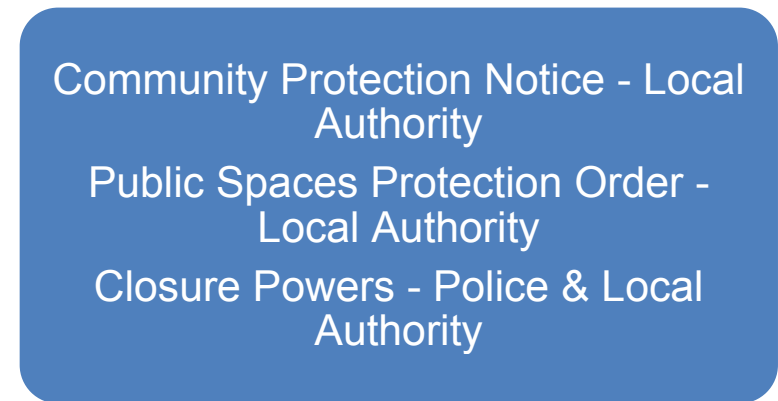 Community Protection Notice - Local
Authority
Public Spaces Protection Order -
Local Authority
Closure Powers - Police & Local
Authority